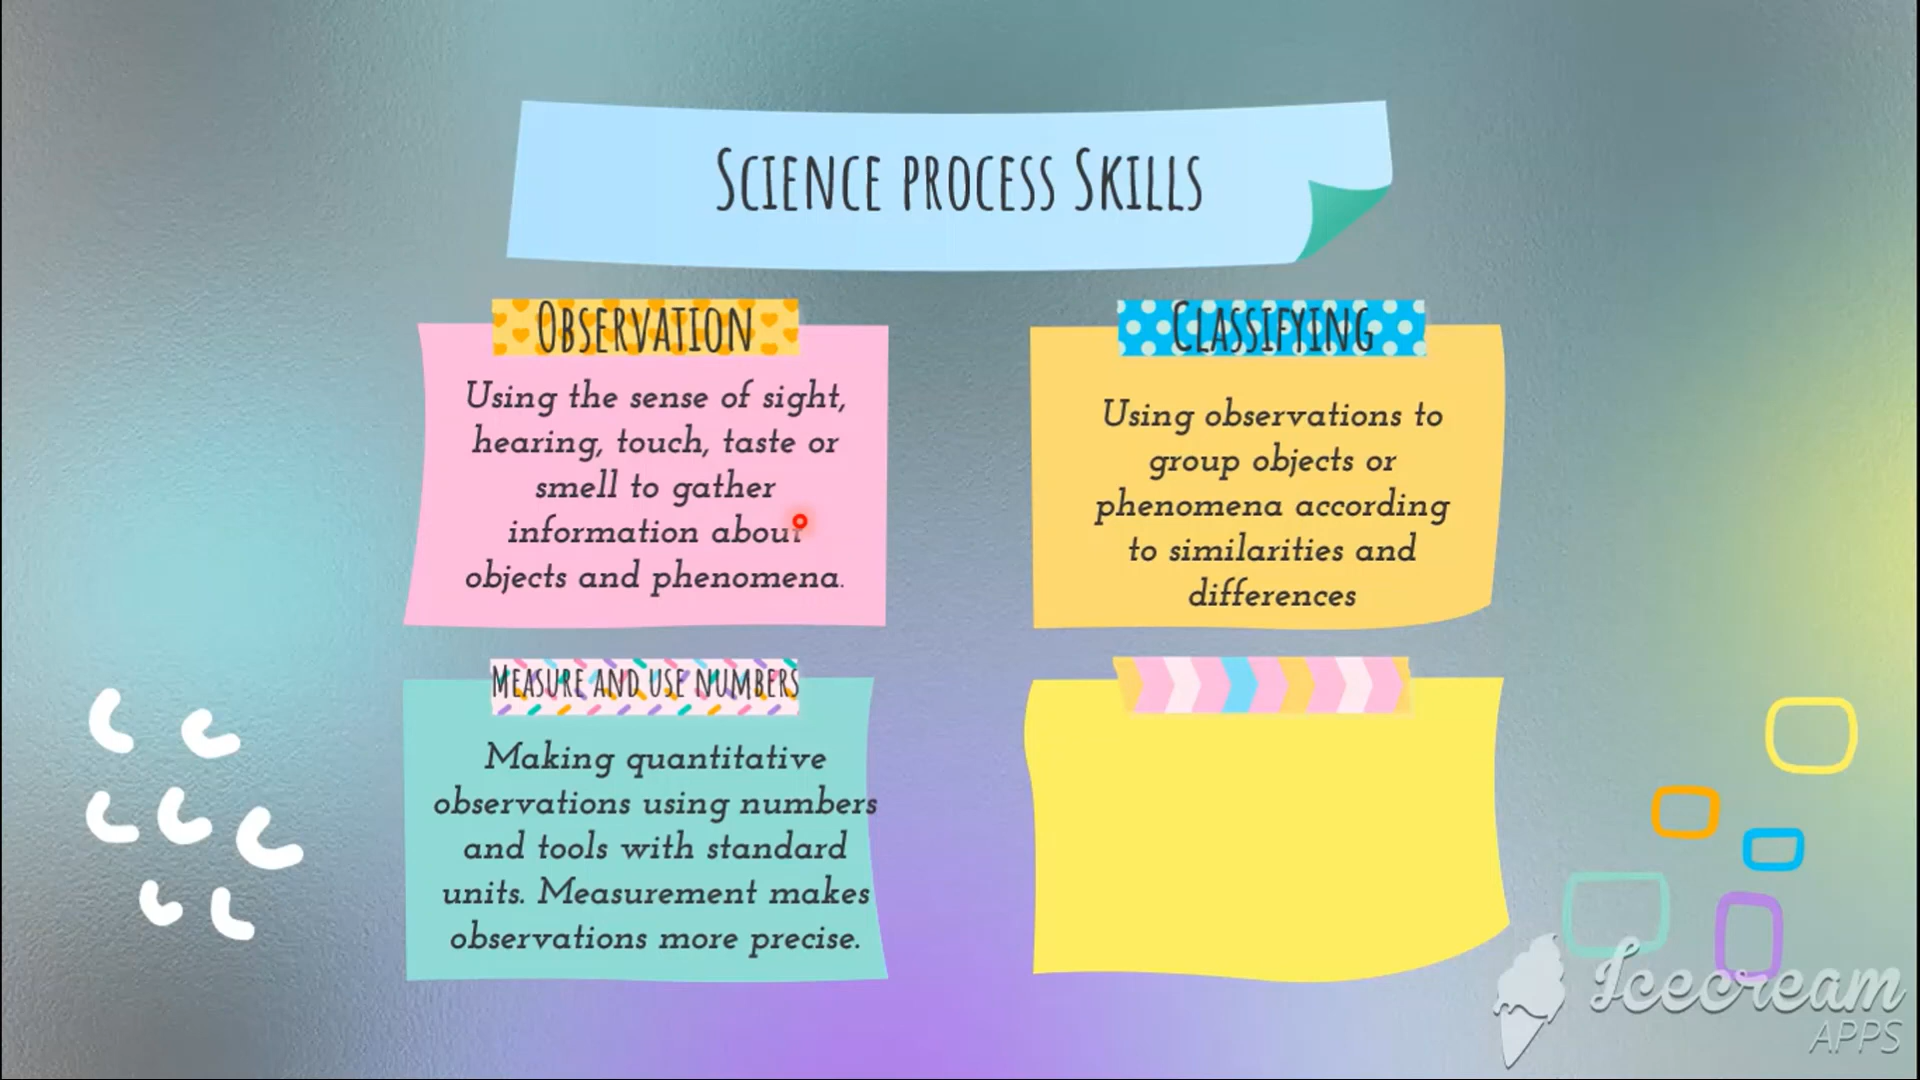 Science process Skills
Observation
Using the sense of sight,
hearing, touch, taste or
smell to gather
information about
objects and phenomena.
Classifying
Using observations to
group objects or
phenomena according
to similarities and
differences
Measure and use numbers
Making quantitative
observations using numbers
and tools with standard
units. Measurement makes
observations more precise.
Icecream
APPS